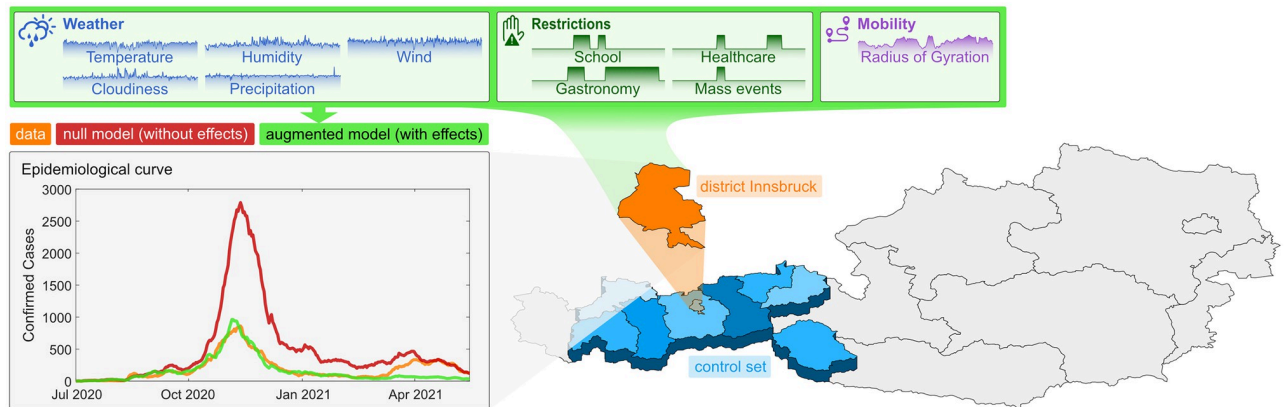 Weather
Temperature
Humidity
Wind
Cloudiness
Precipitation
Restrictions
School
Healthcare
Gastronomy
Mass events
Mobility
Radius of Gyration
data
null model (without effects)
augmented model (with effects)
Epidemiological curve
Confirmed Cases
3000
2500
2000
1500
1000
500
0
Jul 2020
Oct 2020
Jan 2021
Apr 2021
district Innsbruck
control set